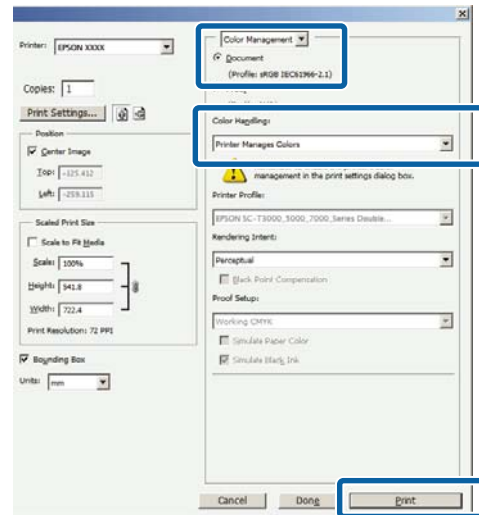 Printer: EPSON XXXX
Copies: 1
Print Settings...
Position
Center Image
Top: -125.412
Left: -259.115
Scaled Print Size
Scale to Fit Media
Scale: 100%
Height: 541.8
Width: 722.4
Print Resolution: 72 PPI
Bounding Box
Units: mm
Color Management
Document
(Profile: sRGB IEC61966-2.1)
Color Handling:
Printer Manages Colors
management in the print settings dialog box.
Printer Profile:
EPSON SC-T3000_5000_7000_Series Double...
Rendering Intent:
Perceptual
Black Point Compensation
Proof Setup:
Working CMYK
Simulate Paper Color
Simulate Black Ink
Cancel
Done
Print